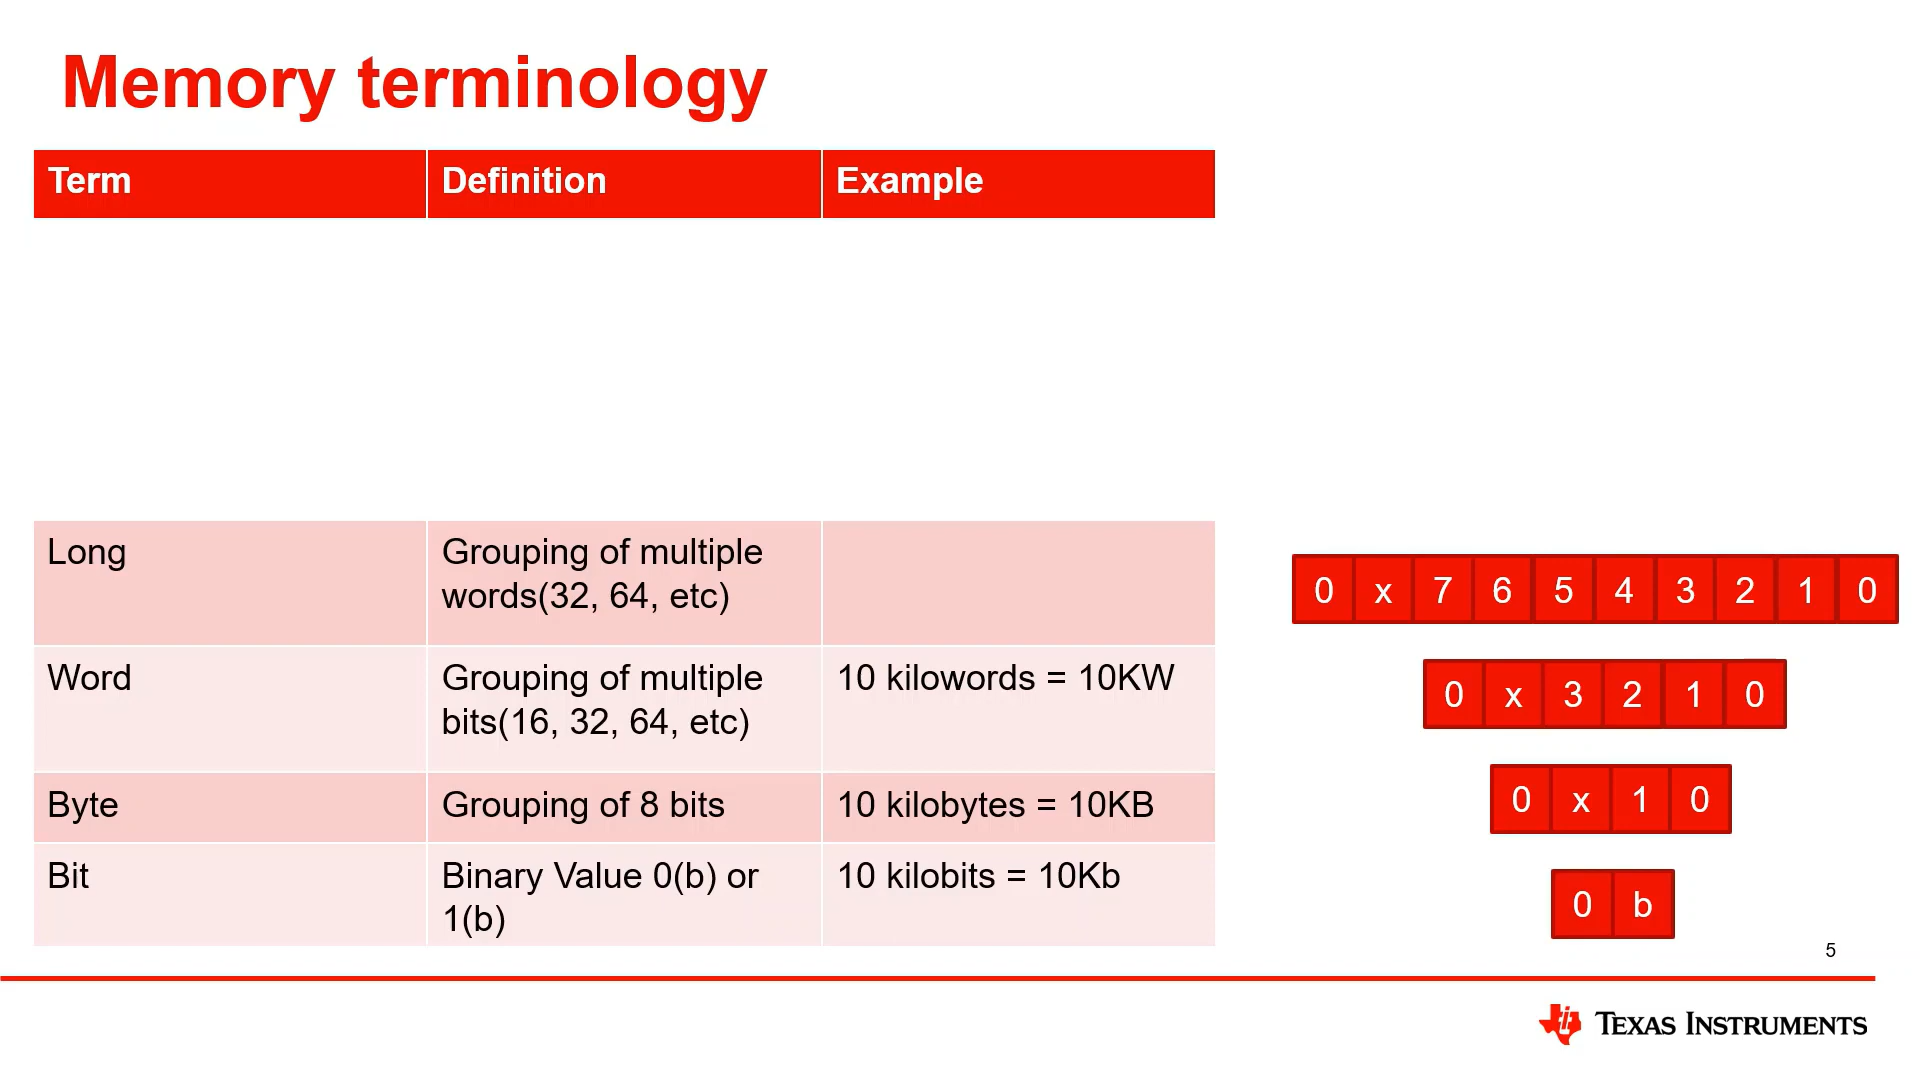 Memory terminology
Term Definition Example
Long Grouping of multiple
words(32, 64, etc)
0 x 7 6 5 4 3 2 1 0
Word Grouping of multiple 10 kilowords = 10KW
bits(16, 32, 64, etc)
0 x 3 2 1 0
Byte Grouping of 8 bits 10 kilobytes = 10KB
0 x 1 0
Bit Binary Value 0(b) or 10 kilobits = 10Kb
1(b)
0 b
5
TEXAS INSTRUMENTS